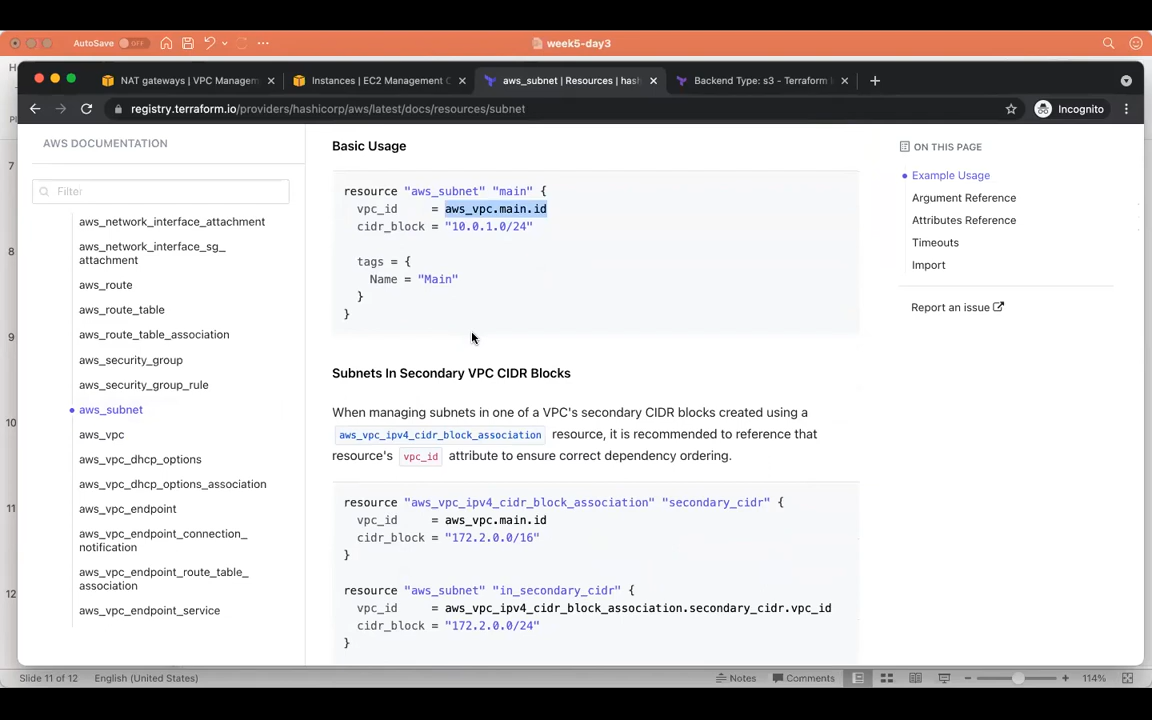 AutoSave OFF
week5-day3
NAT gateways | VPC Managem
Instances | EC2 Management C
aws_subnet | Resources | hash
Backend Type: s3 - Terraform
registry.terraform.io/providers/hashicorp/aws/latest/docs/resources/subnet
Incognito
AWS DOCUMENTATION
Filter
aws_network_interface_attachment
aws_network_interface_sg_
attachment
aws_route
aws_route_table
aws_route_table_association
aws_security_group
aws_security_group_rule
aws_subnet
aws_vpc
aws_vpc_dhcp_options
aws_vpc_dhcp_options_association
aws_vpc_endpoint
aws_vpc_endpoint_connection_
notification
aws_vpc_endpoint_route_table_
association
aws_vpc_endpoint_service
Basic Usage
resource "aws_subnet" "main" {
vpc_id = aws_vpc.main.id
cidr_block = "10.0.1.0/24"
tags = {
Name = "Main"
}
}
Subnets In Secondary VPC CIDR Blocks
When managing subnets in one of a VPC's secondary CIDR blocks created using a
aws_vpc_ipv4_cidr_block_association resource, it is recommended to reference that
resource's vpc_id attribute to ensure correct dependency ordering.
resource "aws_vpc_ipv4_cidr_block_association" "secondary_cidr" {
vpc_id = aws_vpc.main.id
cidr_block = "172.2.0.0/16"
}
resource "aws_subnet" "in_secondary_cidr" {
vpc_id = aws_vpc_ipv4_cidr_block_association.secondary_cidr.vpc_id
cidr_block = "172.2.0.0/24"
}
ON THIS PAGE
Example Usage
Argument Reference
Attributes Reference
Timeouts
Import
Report an issue
7
8
9
10
11
12
Slide 11 of 12
English (United States)
Notes
Comments
114%